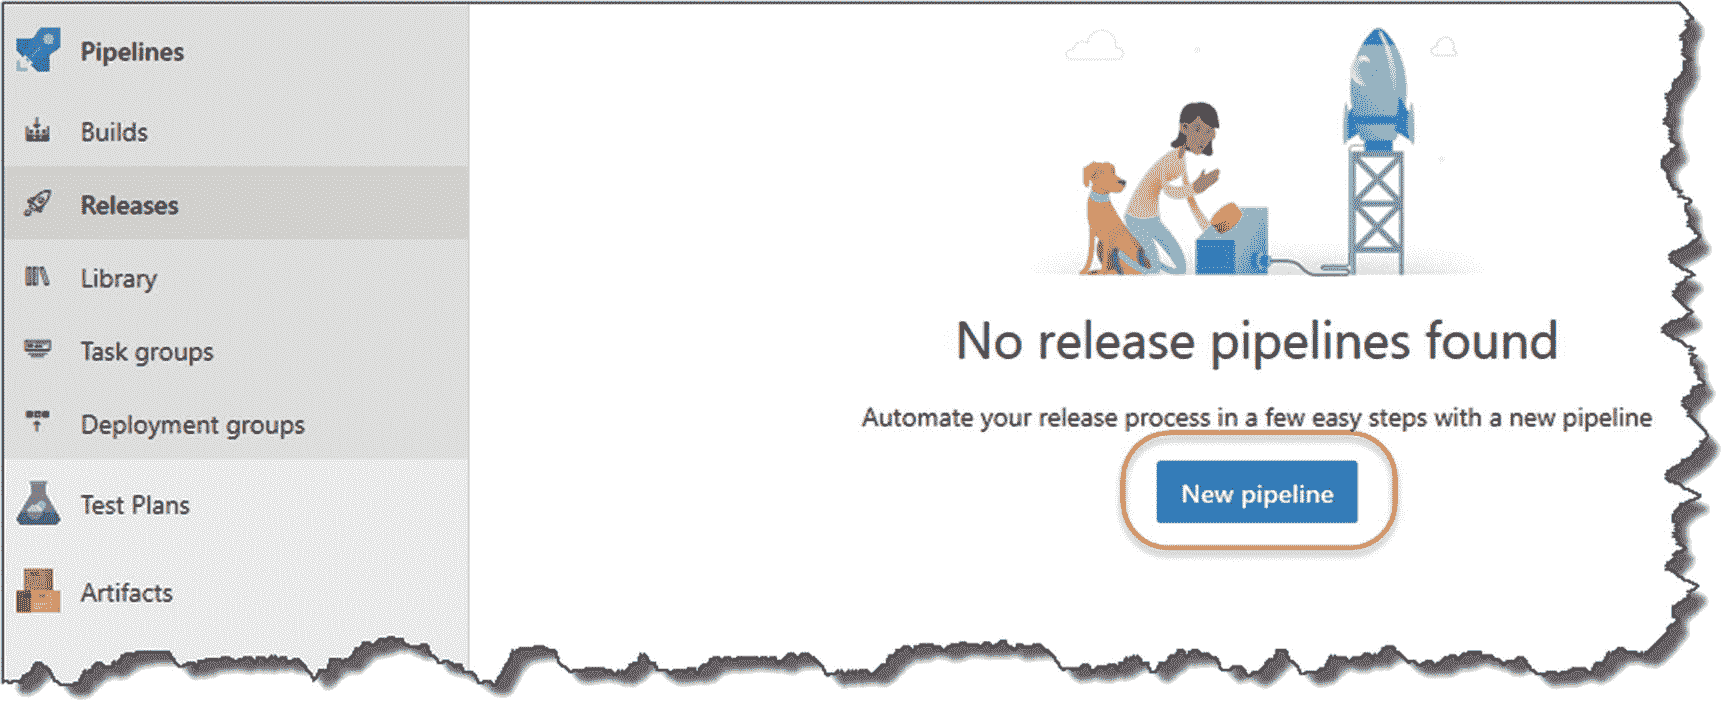 Pipelines
Builds
Releases
Library
Task groups
Deployment groups
Test Plans
Artifacts
No release pipelines found
Automate your release process in a few easy steps with a new pipeline
New pipeline